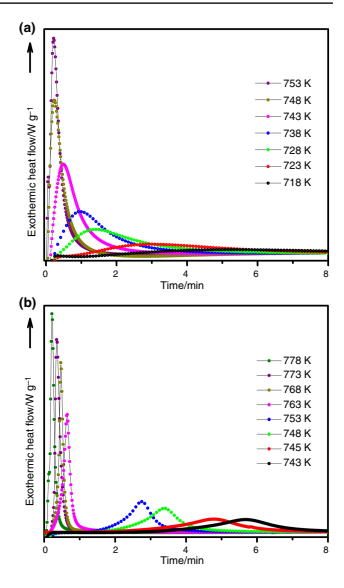 (a)
Exothermic heat flow/W g⁻¹
753 K
748 K
743 K
738 K
728 K
723 K
718 K
0 2 4 6 8
Time/min
(b)
Exothermic heat flow/W g⁻¹
778 K
773 K
768 K
763 K
753 K
748 K
745 K
743 K
0 2 4 6 8
Time/min